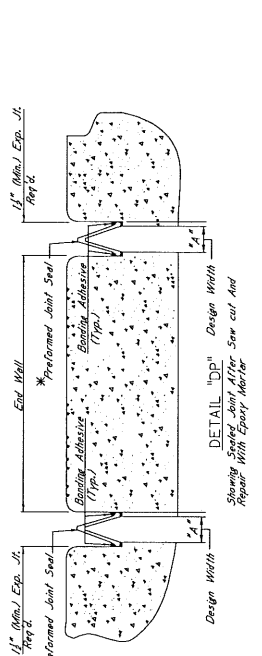 1½" (Min.) Exp. Jt.
Req'd.
End Wall
1½" (Min.) Exp. Jt.
Req'd.
Preformed Joint Seal
*Preformed Joint Seal
Bonding Adhesive
(Typ.)
Bonding Adhesive
(Typ.)
"A"
"A"
Design Width
Design Width
DETAIL "DP"
Showing Sealed Joint After Saw cut And
Repair With Epoxy Mortar